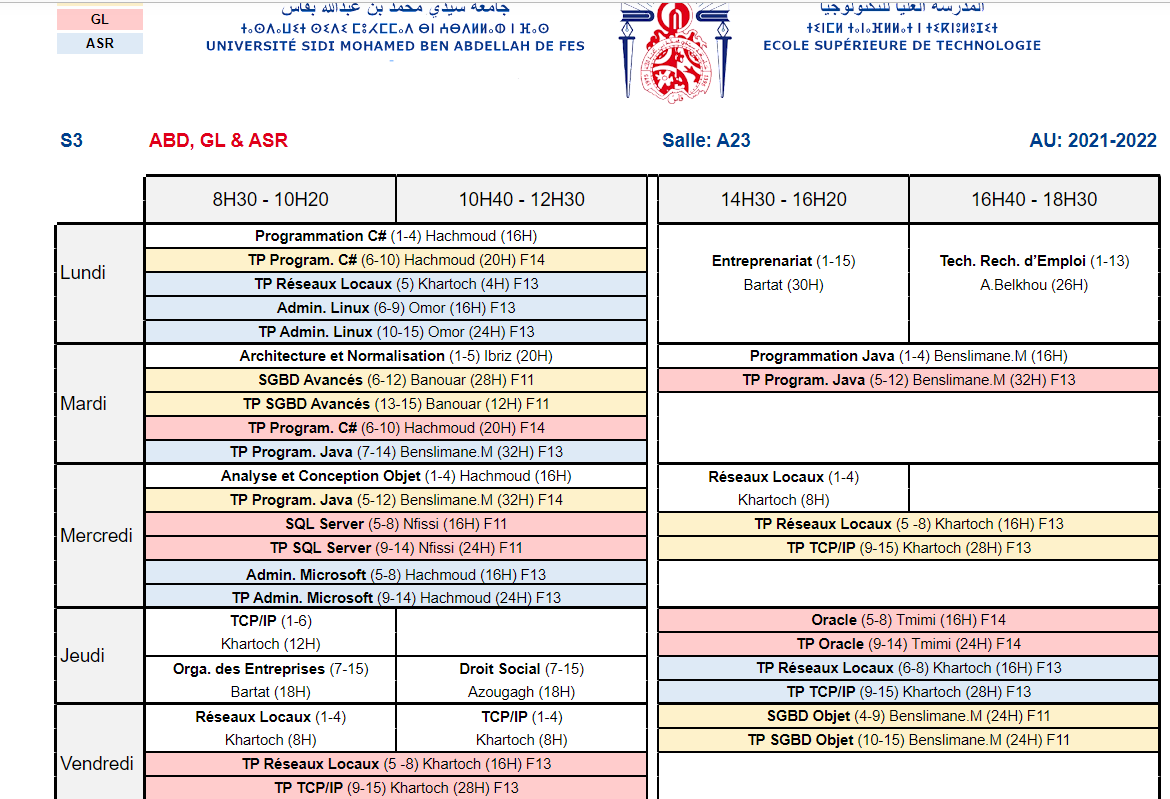 GL
ASR
جامعة سيدي محمد بن عبدالله بفاس
UNIVERSITÉ SIDI MOHAMED BEN ABDELLAH DE FES
المدرسة العليا للتكنولوجيا
ECOLE SUPÉRIEURE DE TECHNOLOGIE
S3 ABD, GL & ASR Salle: A23 AU: 2021-2022
8H30 - 10H20 10H40 - 12H30 14H30 - 16H20 16H40 - 18H30
Lundi
Programmation C# (1-4) Hachmoud (16H)
TP Program. C# (6-10) Hachmoud (20H) F14
TP Réseaux Locaux (5) Khartoch (4H) F13
Admin. Linux (6-9) Omor (16H) F13
TP Admin. Linux (10-15) Omor (24H) F13
Entreprenariat (1-15)
Bartat (30H)
Tech. Rech. d'Emploi (1-13)
A.Belkhou (26H)
Mardi
Architecture et Normalisation (1-5) Ibriz (20H)
SGBD Avancés (6-12) Banouar (28H) F11
TP SGBD Avancés (13-15) Banouar (12H) F11
TP Program. C# (6-10) Hachmoud (20H) F14
TP Program. Java (7-14) Benslimane.M (32H) F13
Programmation Java (1-4) Benslimane.M (16H)
TP Program. Java (5-12) Benslimane.M (32H) F13
Mercredi
Analyse et Conception Objet (1-4) Hachmoud (16H)
TP Program. Java (5-12) Benslimane.M (32H) F14
SQL Server (5-8) Nfissi (16H) F11
TP SQL Server (9-14) Nfissi (24H) F11
Admin. Microsoft (5-8) Hachmoud (16H) F13
TP Admin. Microsoft (9-14) Hachmoud (24H) F13
Réseaux Locaux (1-4)
Khartoch (8H)
TP Réseaux Locaux (5 -8) Khartoch (16H) F13
TP TCP/IP (9-15) Khartoch (28H) F13
Jeudi
TCP/IP (1-6)
Khartoch (12H)
Orga. des Entreprises (7-15)
Bartat (18H)
Droit Social (7-15)
Azougagh (18H)
Oracle (5-8) Tmimi (16H) F14
TP Oracle (9-14) Tmimi (24H) F14
TP Réseaux Locaux (6-8) Khartoch (16H) F13
TP TCP/IP (9-15) Khartoch (28H) F13
Vendredi
Réseaux Locaux (1-4)
Khartoch (8H)
TCP/IP (1-4)
Khartoch (8H)
TP Réseaux Locaux (5 -8) Khartoch (16H) F13
TP TCP/IP (9-15) Khartoch (28H) F13
SGBD Objet (4-9) Benslimane.M (24H) F11
TP SGBD Objet (10-15) Benslimane.M (24H) F11